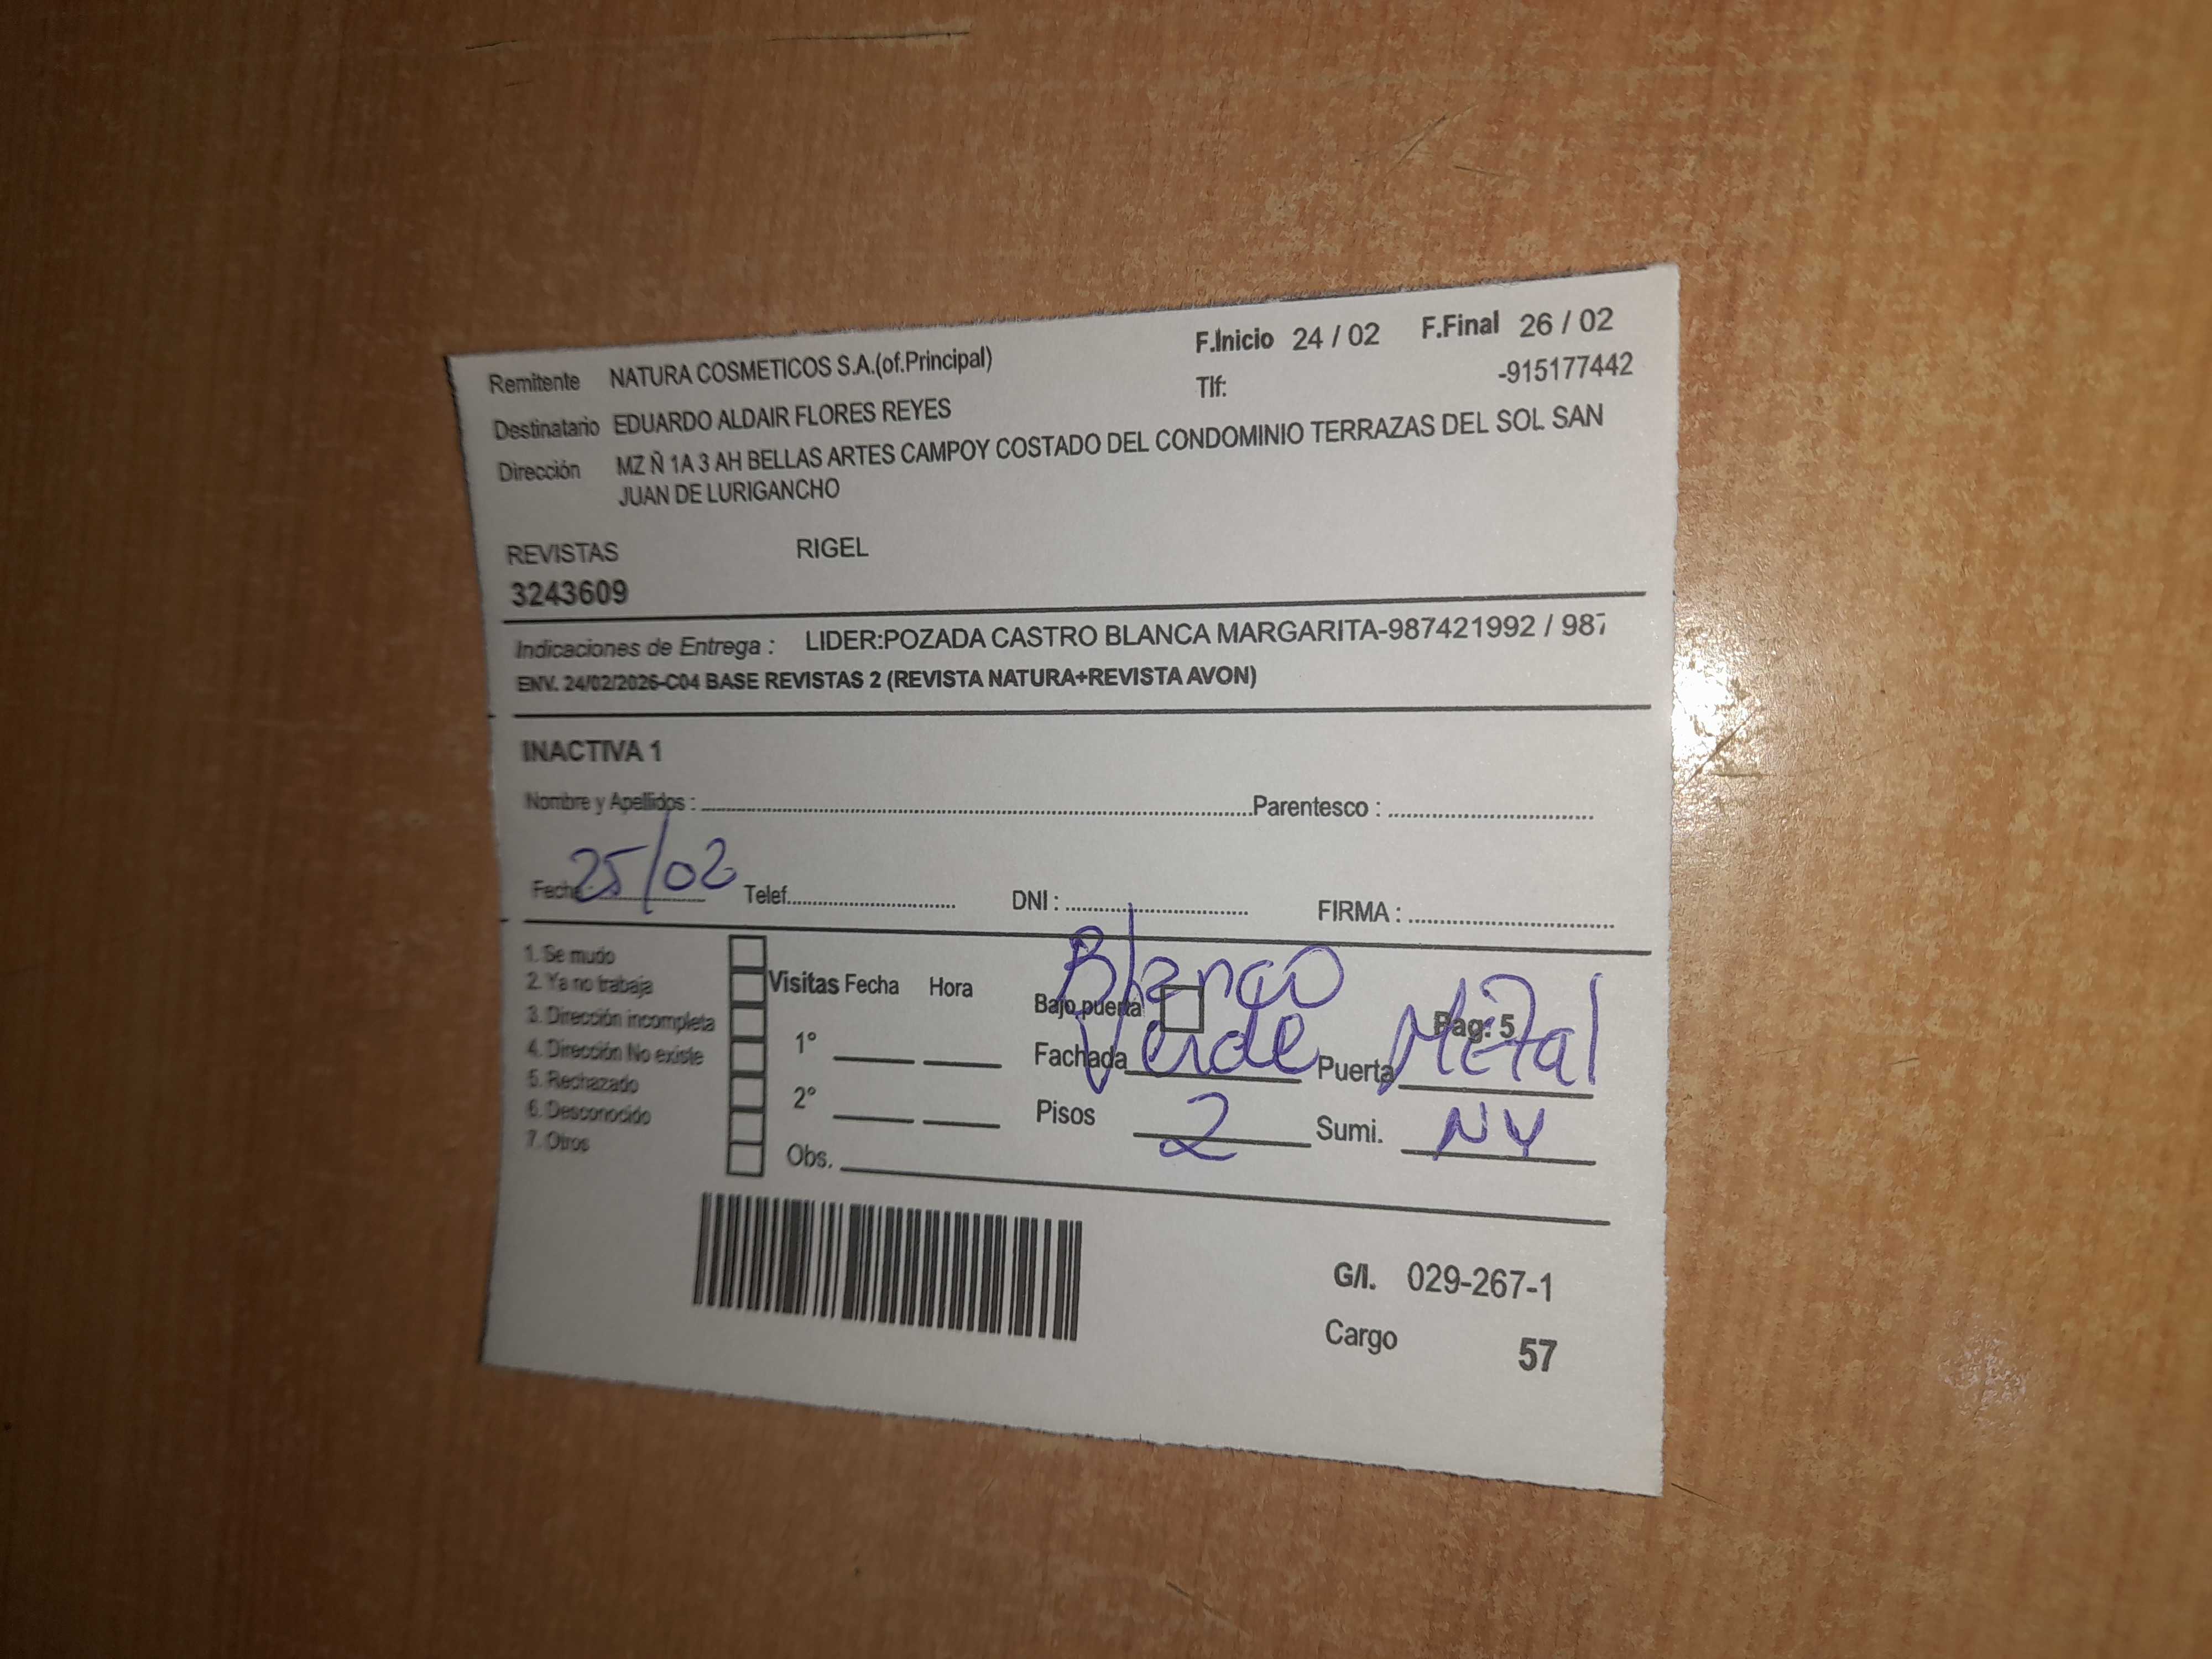 Remitente NATURA COSMETICOS S.A.(of.Principal) F.Inicio 24 / 02 F.Final 26 / 02
Destinatario EDUARDO ALDAIR FLORES REYES Tlf: -915177442
Dirección MZ Ñ 1A 3 AH BELLAS ARTES CAMPOY COSTADO DEL CONDOMINIO TERRAZAS DEL SOL SAN
JUAN DE LURIGANCHO
REVISTAS RIGEL
3243609
Indicaciones de Entrega : LIDER:POZADA CASTRO BLANCA MARGARITA-987421992 / 987
ENV. 24/02/2026-C04 BASE REVISTAS 2 (REVISTA NATURA+REVISTA AVON)
INACTIVA 1
Nombre y Apellidos : Parentesco :
Fecha : 25/02 Telef. DNI : FIRMA :
1. Se mudo
2. Ya no trabaja
3. Dirección incompleta
4. Dirección No existe
5. Rechazado
6. Desconocido
7. Otros
Visitas Fecha Hora
1°
2°
Obs.
Blanco
Bajo puerta Pag: 5
Fachada Verde Puerta Metal
Pisos 2 Sumi. NY
G/I. 029-267-1
Cargo 57